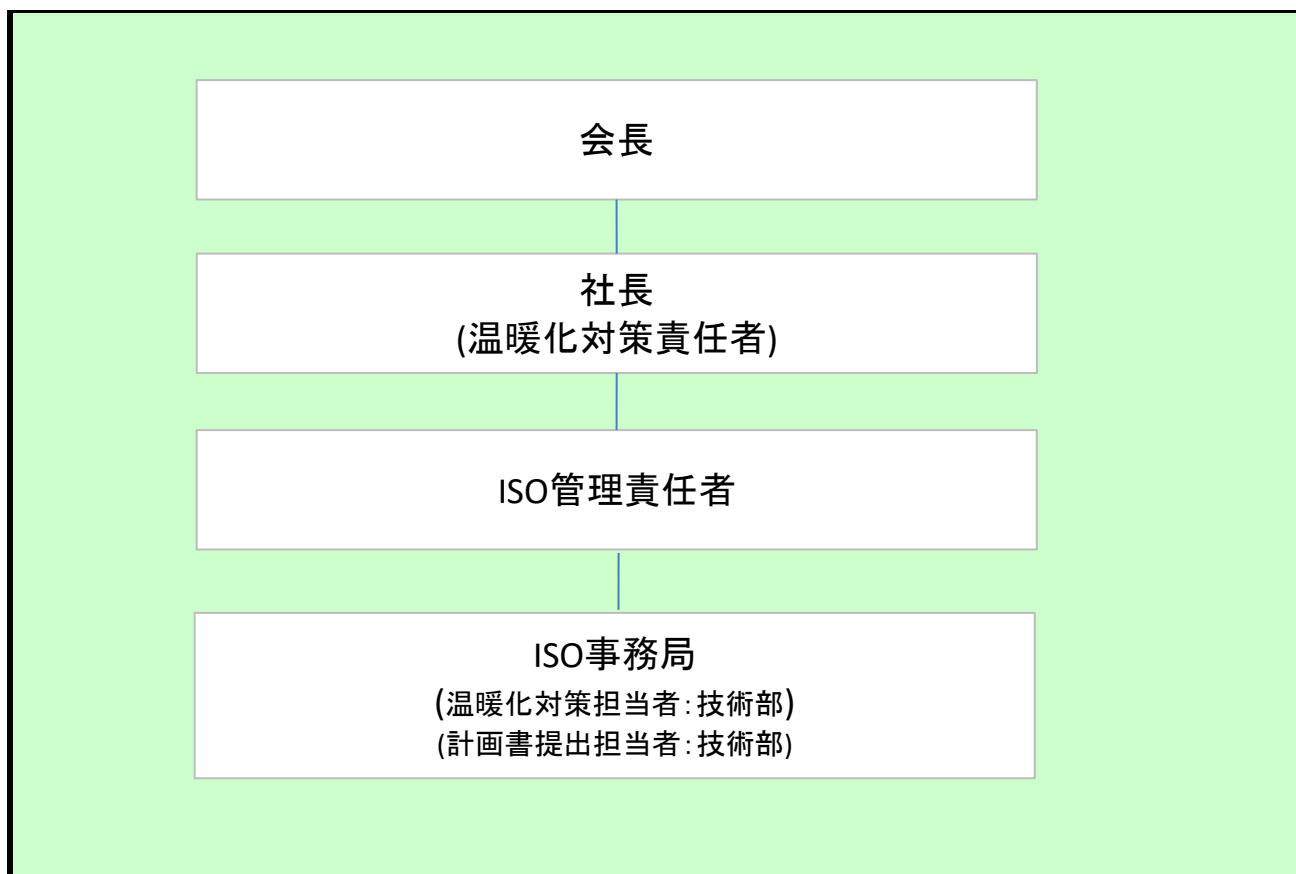 会長
社長
(温暖化対策責任者)
ISO管理責任者
ISO事務局
(温暖化対策担当者：技術部)
(計画書提出担当者：技術部)